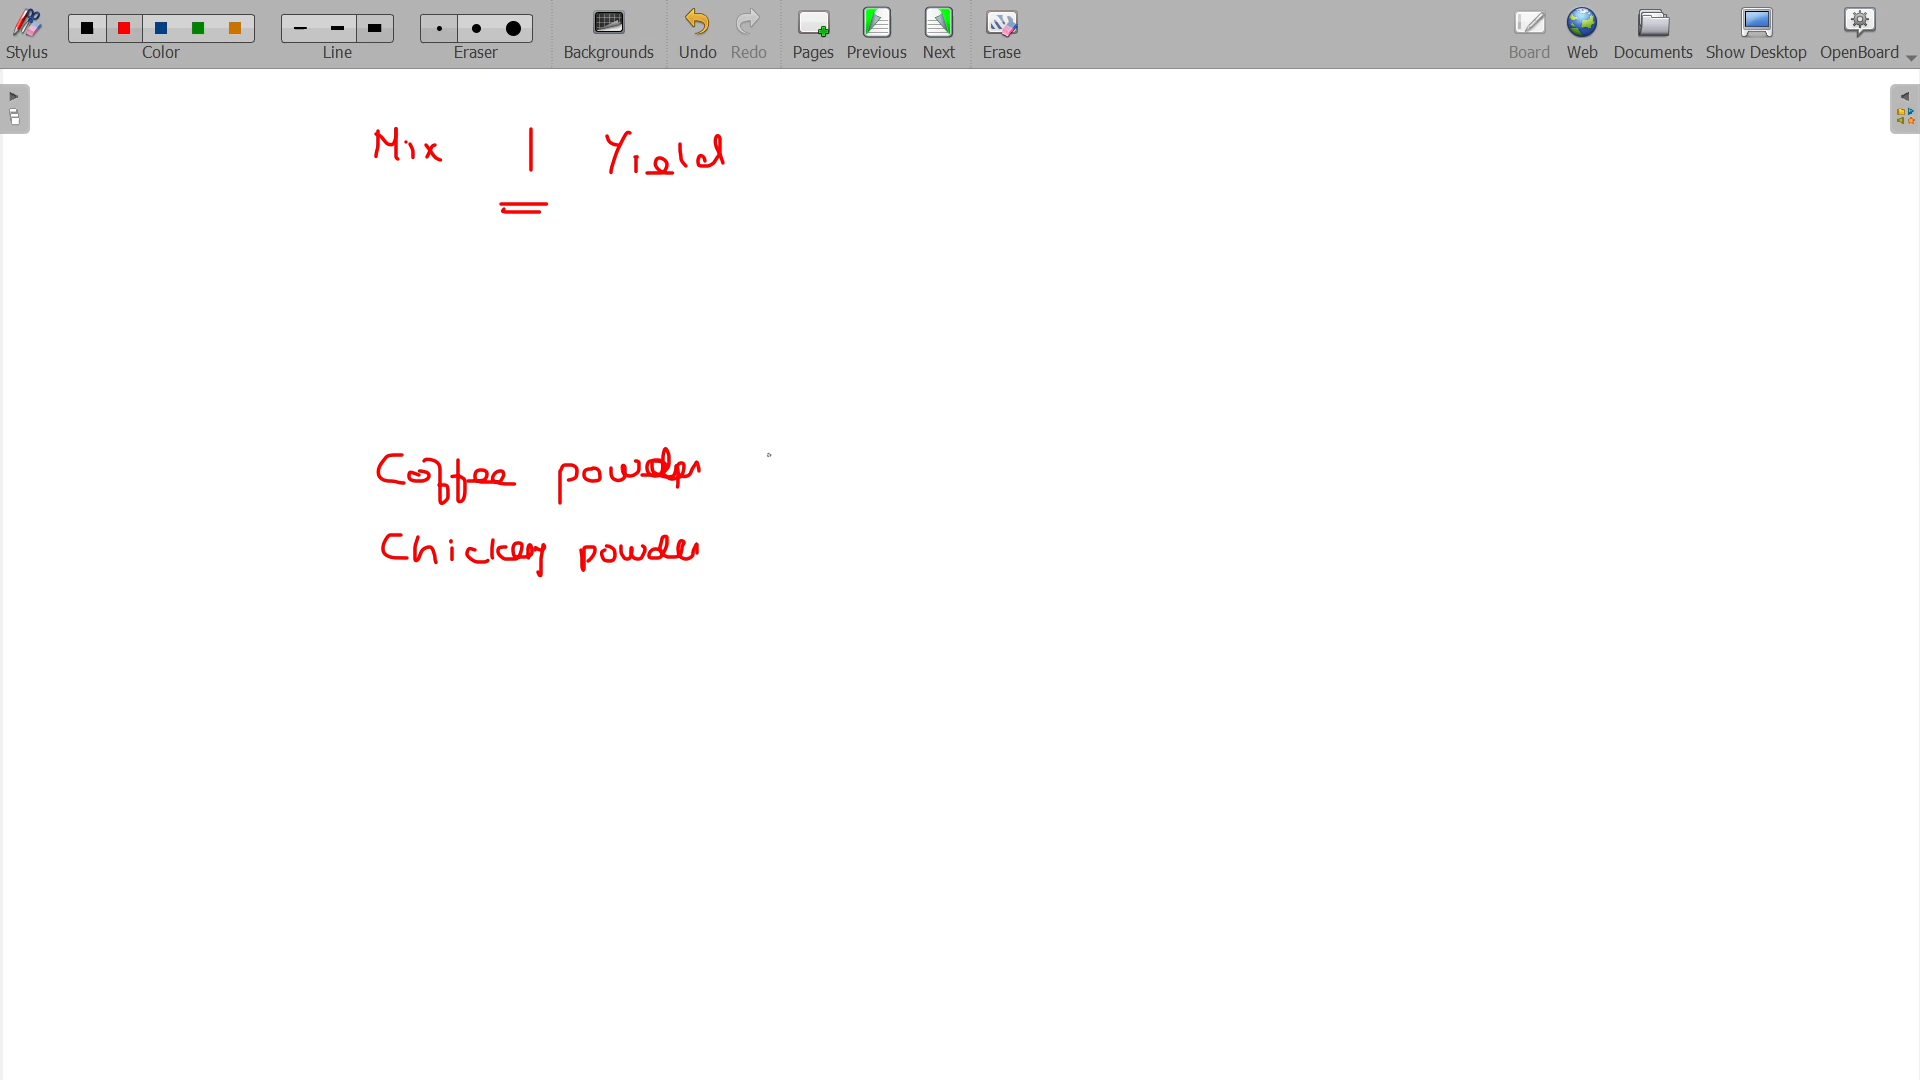 Stylus Color Line Eraser Backgrounds Undo Redo Pages Previous Next Erase Board Web Documents Show Desktop OpenBoard
Mix | Yield
Coffee powder
Chickery powder